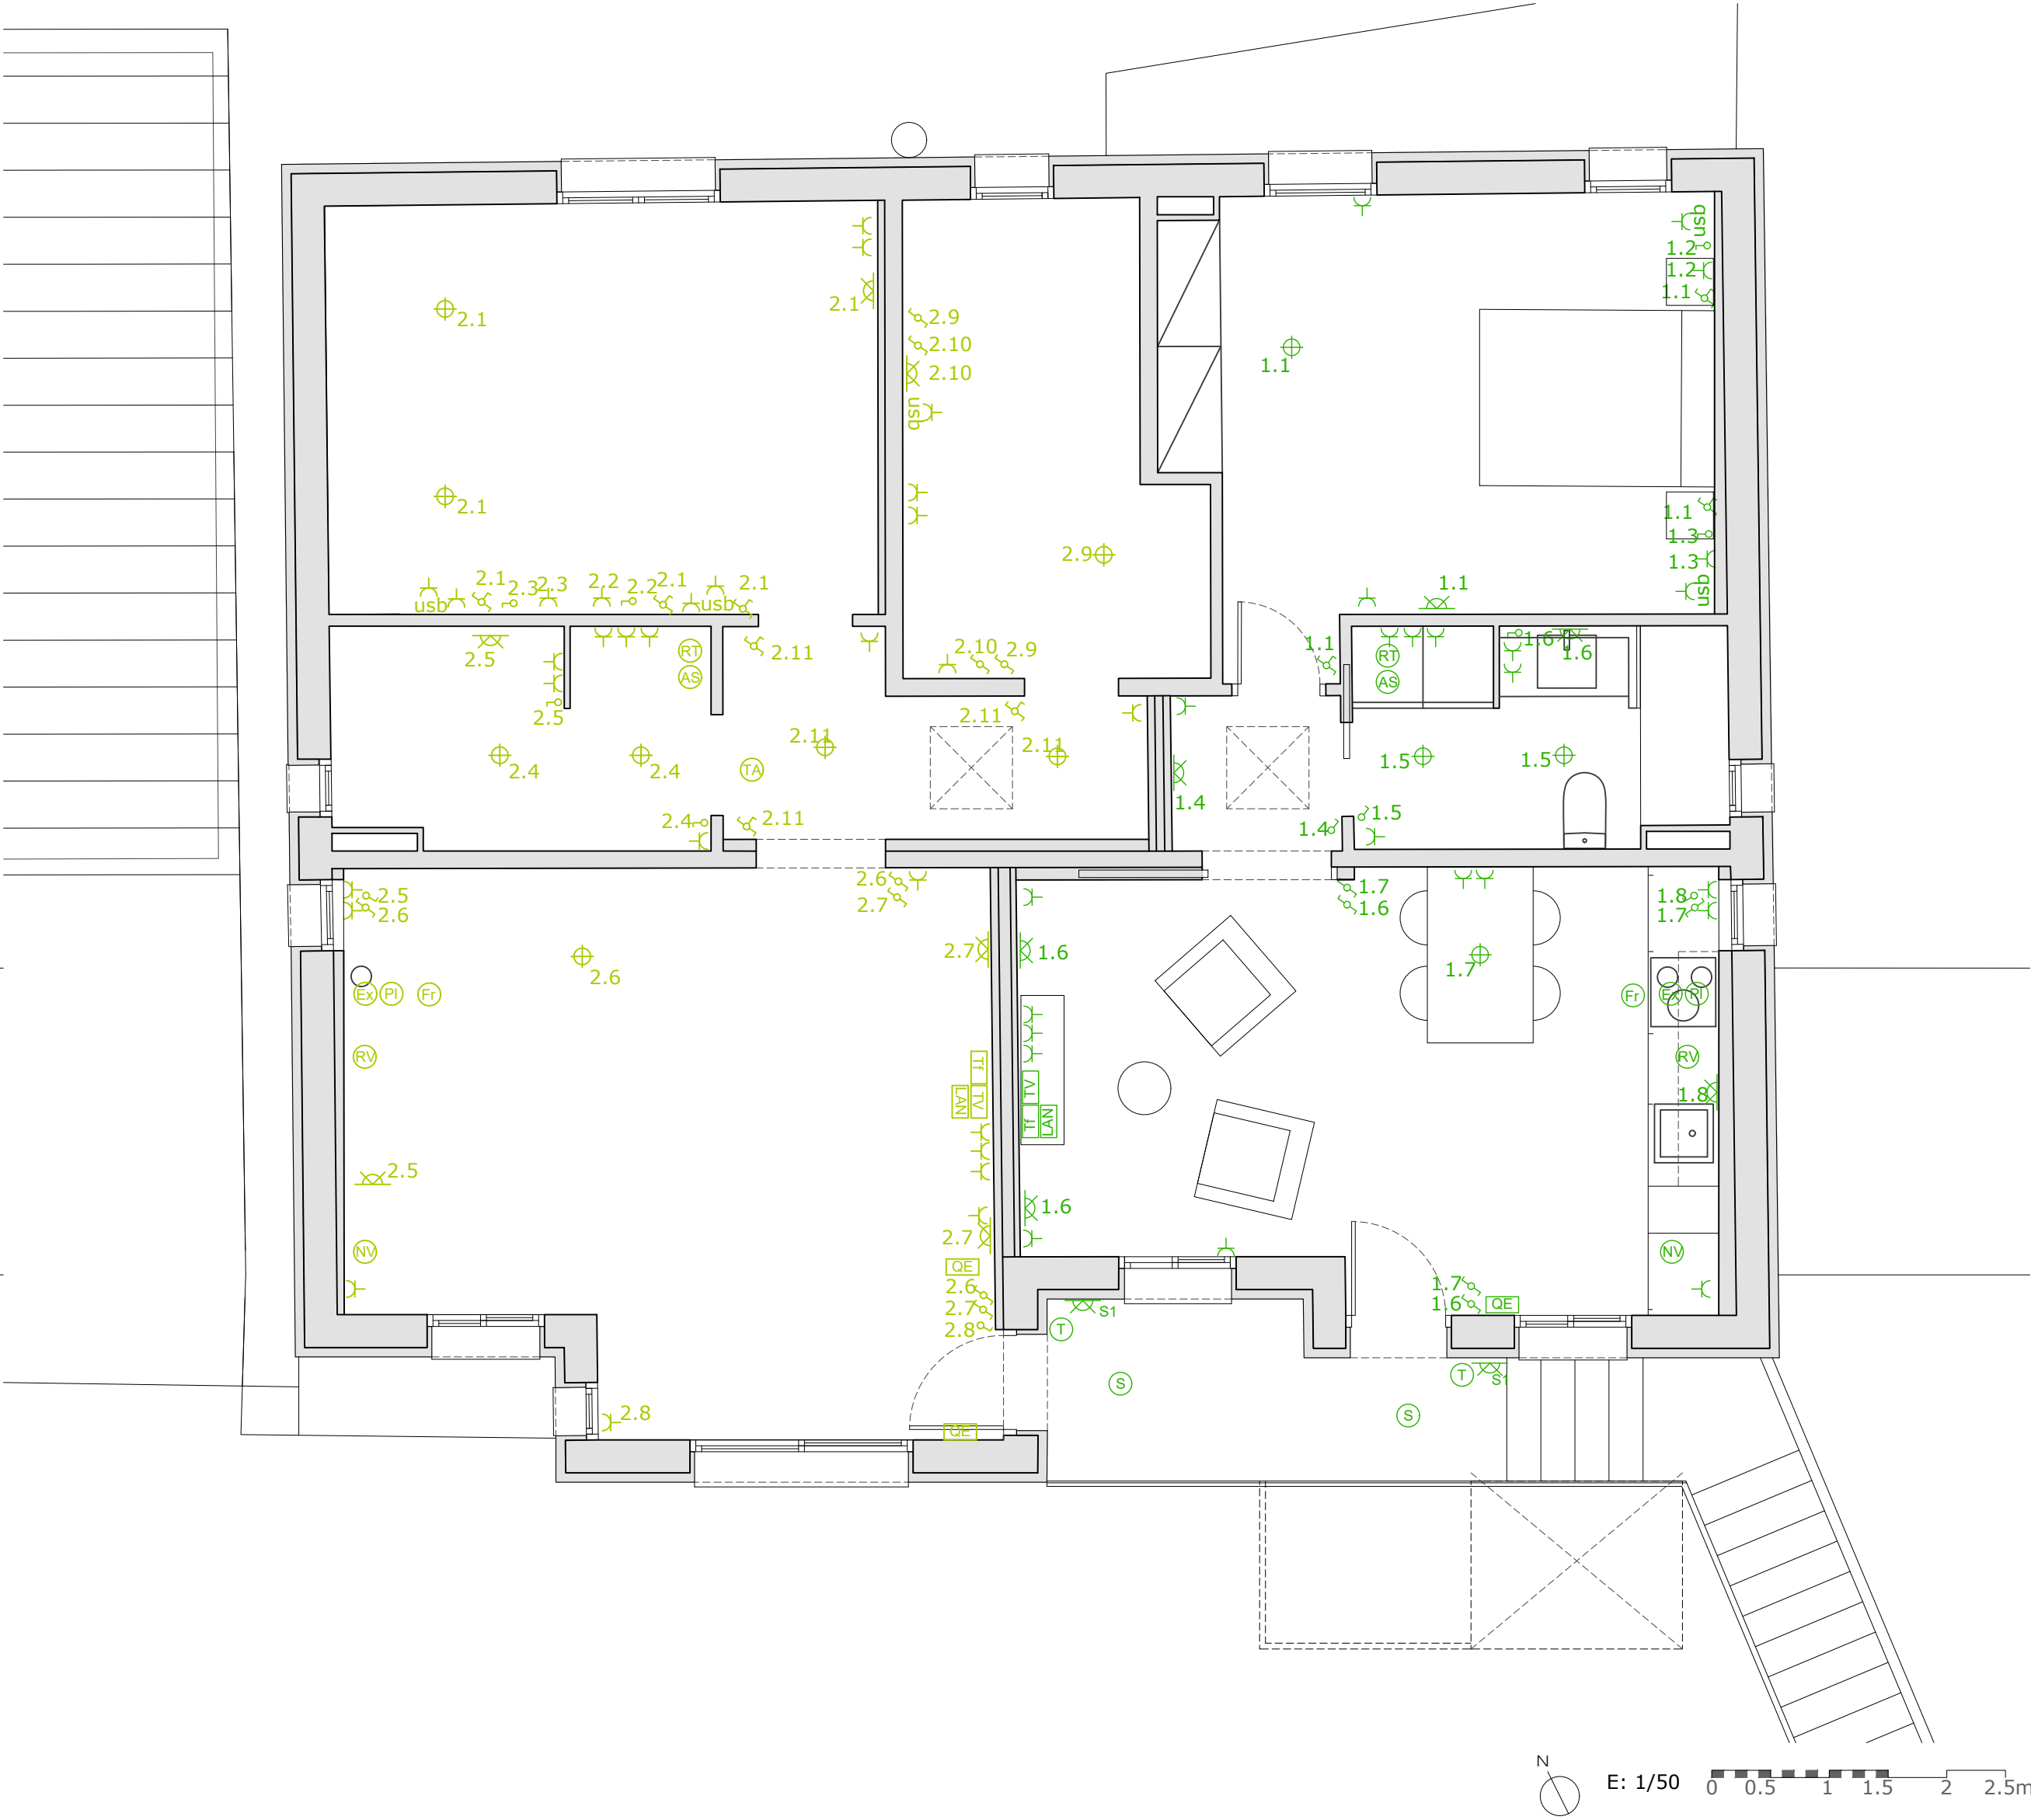 usb
1.2
1.2
1.1
2.1
2.1
2.9
2.10
2.10
1.1
usb
2.1
1.1
1.3
2.9
1.3
2.1
2.3
2.3
2.2
2.2
2.1
2.1
usb
usb
1.1
usb
2.5
RT
AS
2.11
2.10
2.9
1.1
RT
AS
1.6
1.6
2.5
2.11
2.11
2.11
2.4
2.4
TA
1.5
1.5
1.4
2.4
2.11
1.4
1.5
2.6
2.7
1.7
1.6
2.5
2.6
1.8
1.7
2.7
1.6
2.6
1.7
Ex
Pl
Fr
Fr
Ex
Pl
RV
RV
Tf
TV
LAN
TV
Tf
LAN
1.8
2.5
1.6
2.7
NV
NV
QE
2.6
2.7
2.8
S1
T
1.7
1.6
QE
S
T
S1
2.8
QE
S
N
E: 1/50
0 0.5 1 1.5 2 2.5m